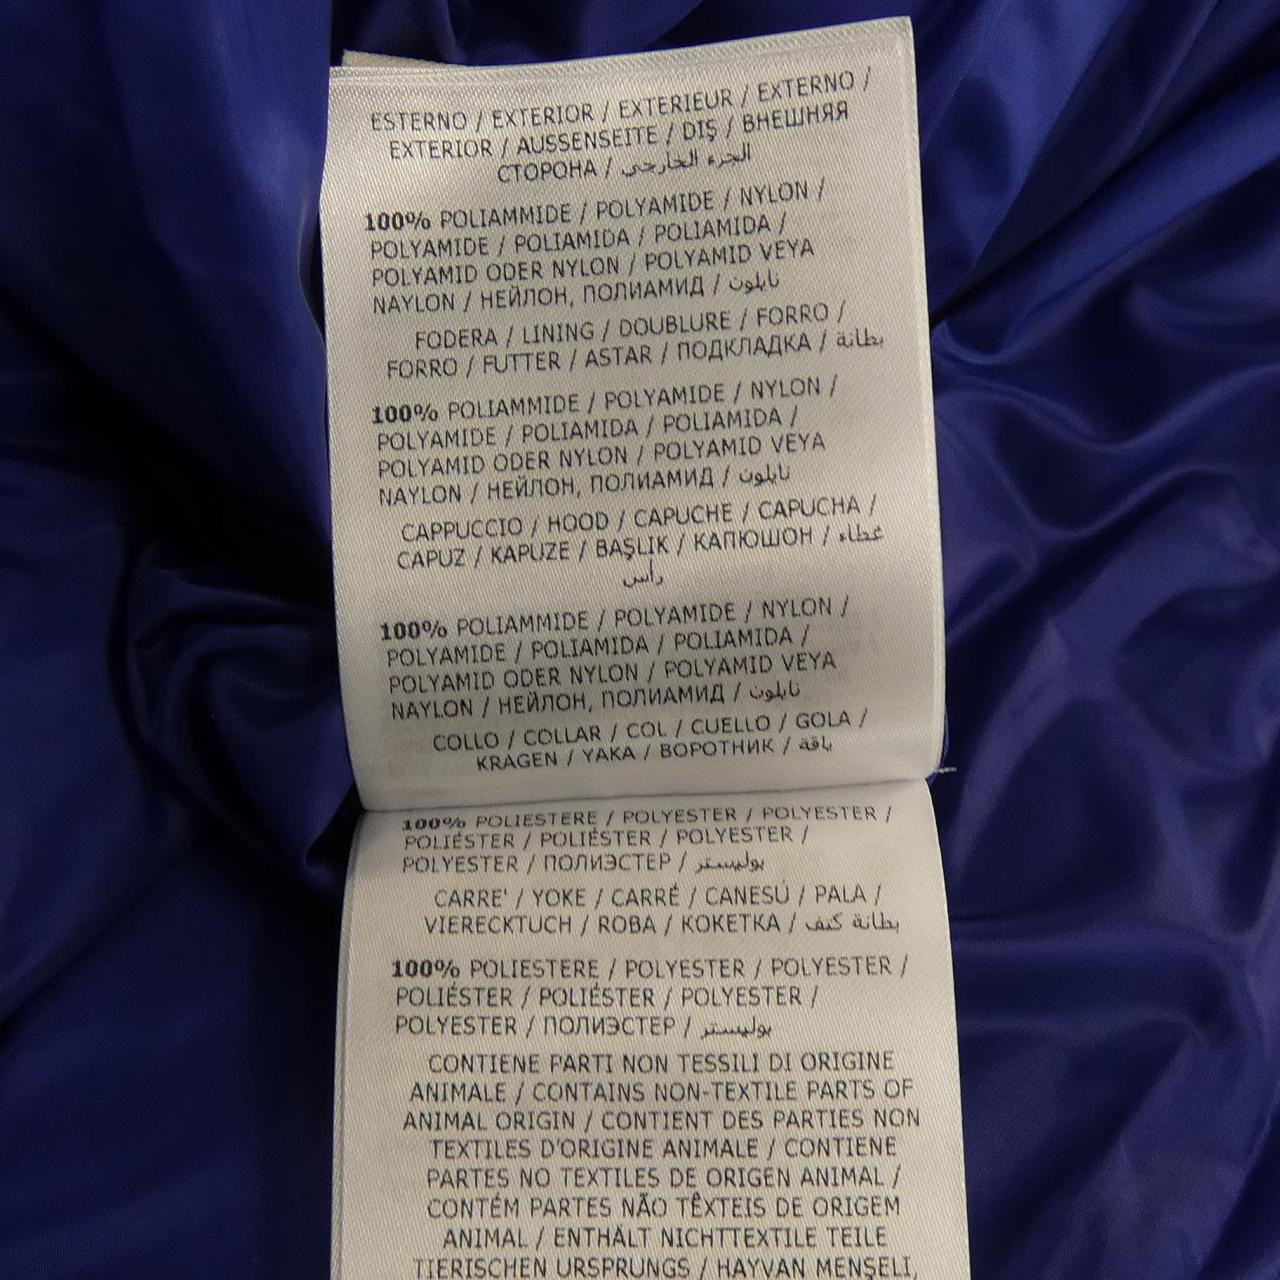 ESTERNO / EXTERIOR / EXTERIEUR / EXTERNO /
EXTERIOR / AUSSENSEITE / DIŞ / ВНЕШНЯЯ
СТОРОНА / الجزء الخارجي
100% POLIAMMIDE / POLYAMIDE / NYLON /
POLYAMIDE / POLIAMIDA / POLIAMIDA /
POLYAMID ODER NYLON / POLYAMID VEYA
NAYLON / НЕЙЛОН, ПОЛИАМИД / نايلون
FODERA / LINING / DOUBLURE / FORRO /
FORRO / FUTTER / ASTAR / ПОДКЛАДКА / بطانة
100% POLIAMMIDE / POLYAMIDE / NYLON /
POLYAMIDE / POLIAMIDA / POLIAMIDA /
POLYAMID ODER NYLON / POLYAMID VEYA
NAYLON / НЕЙЛОН, ПОЛИАМИД / نايلون
CAPPUCCIO / HOOD / CAPUCHE / CAPUCHA /
CAPUZ / KAPUZE / BAŞLIK / КАПЮШОН / غطاء
رأس
100% POLIAMMIDE / POLYAMIDE / NYLON /
POLYAMIDE / POLIAMIDA / POLIAMIDA /
POLYAMID ODER NYLON / POLYAMID VEYA
NAYLON / НЕЙЛОН, ПОЛИАМИД / نايلون
COLLO / COLLAR / COL / CUELLO / GOLA /
KRAGEN / YAKA / ВОРОТНИК / ياقة
100% POLIESTERE / POLYESTER / POLYESTER /
POLIÉSTER / POLIÉSTER / POLYESTER /
POLYESTER / ПОЛИЭСТЕР / بوليستر
CARRE' / YOKE / CARRÉ / CANESÚ / PALA /
VIERECKTUCH / ROBA / КОКЕТКА / بطانة كتف
100% POLIESTERE / POLYESTER / POLYESTER /
POLIÉSTER / POLIÉSTER / POLYESTER /
POLYESTER / ПОЛИЭСТЕР / بوليستر
CONTIENE PARTI NON TESSILI DI ORIGINE
ANIMALE / CONTAINS NON-TEXTILE PARTS OF
ANIMAL ORIGIN / CONTIENT DES PARTIES NON
TEXTILES D'ORIGINE ANIMALE / CONTIENE
PARTES NO TEXTILES DE ORIGEN ANIMAL /
CONTÉM PARTES NÃO TÊXTEIS DE ORIGEM
ANIMAL / ENTHÄLT NICHTTEXTILE TEILE
TIERISCHEN URSPRUNGS / HAYVAN MENŞELİ,